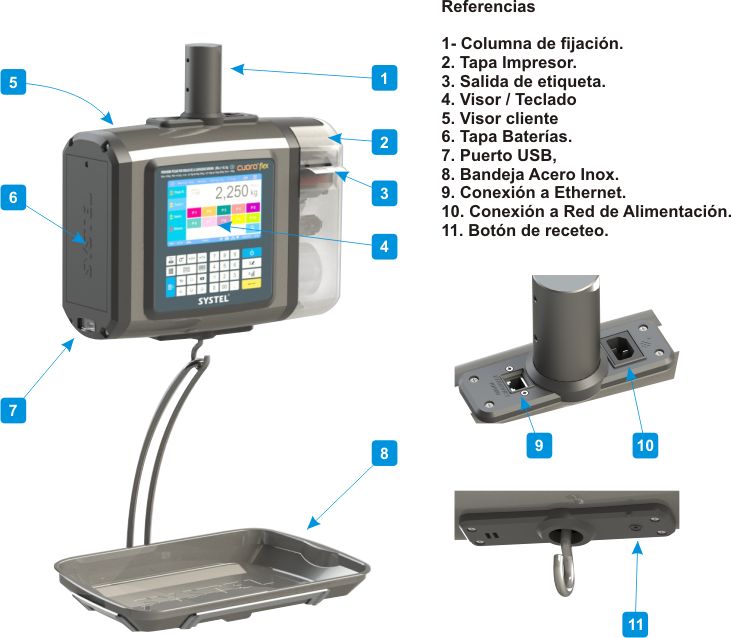 Referencias
1- Columna de fijación.
2. Tapa Impresor.
3. Salida de etiqueta.
4. Visor / Teclado
5. Visor cliente
6. Tapa Baterías.
7. Puerto USB,
8. Bandeja Acero Inox.
9. Conexión a Ethernet.
10. Conexión a Red de Alimentación.
11. Botón de receteo.
1
5
2
cuora flex
3
2,250 kg
6
SYSTEL
4
SYSTEL
7
8
SYSTEL
9
10
11